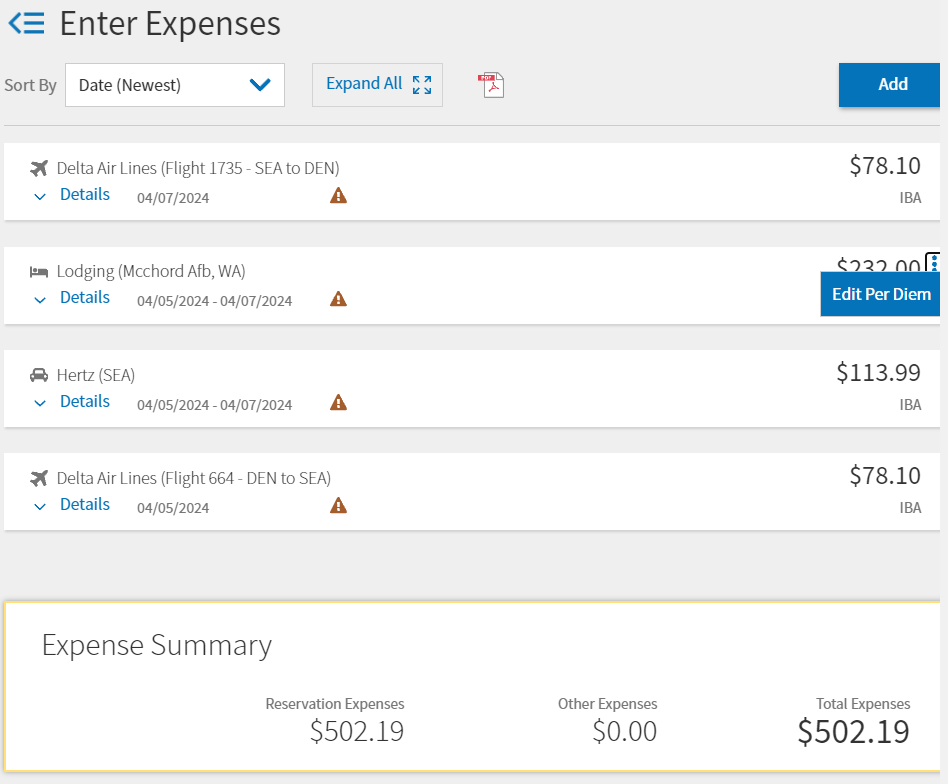 Enter Expenses
Sort By Date (Newest) Expand All PDF Add
Delta Air Lines (Flight 1735 - SEA to DEN) $78.10
Details 04/07/2024 IBA
Lodging (Mcchord Afb, WA) $232.00
Details 04/05/2024 - 04/07/2024 Edit Per Diem
Hertz (SEA) $113.99
Details 04/05/2024 - 04/07/2024 IBA
Delta Air Lines (Flight 664 - DEN to SEA) $78.10
Details 04/05/2024 IBA
Expense Summary
Reservation Expenses Other Expenses Total Expenses
$502.19 $0.00 $502.19